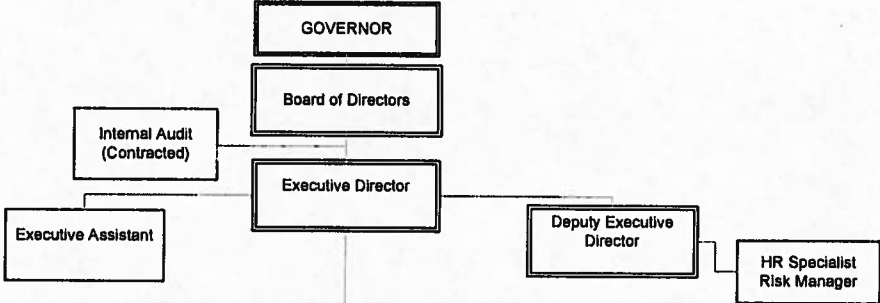 GOVERNOR
Board of Directors
Internal Audit
(Contracted)
Executive Director
Executive Assistant
Deputy Executive
Director
HR Specialist
Risk Manager